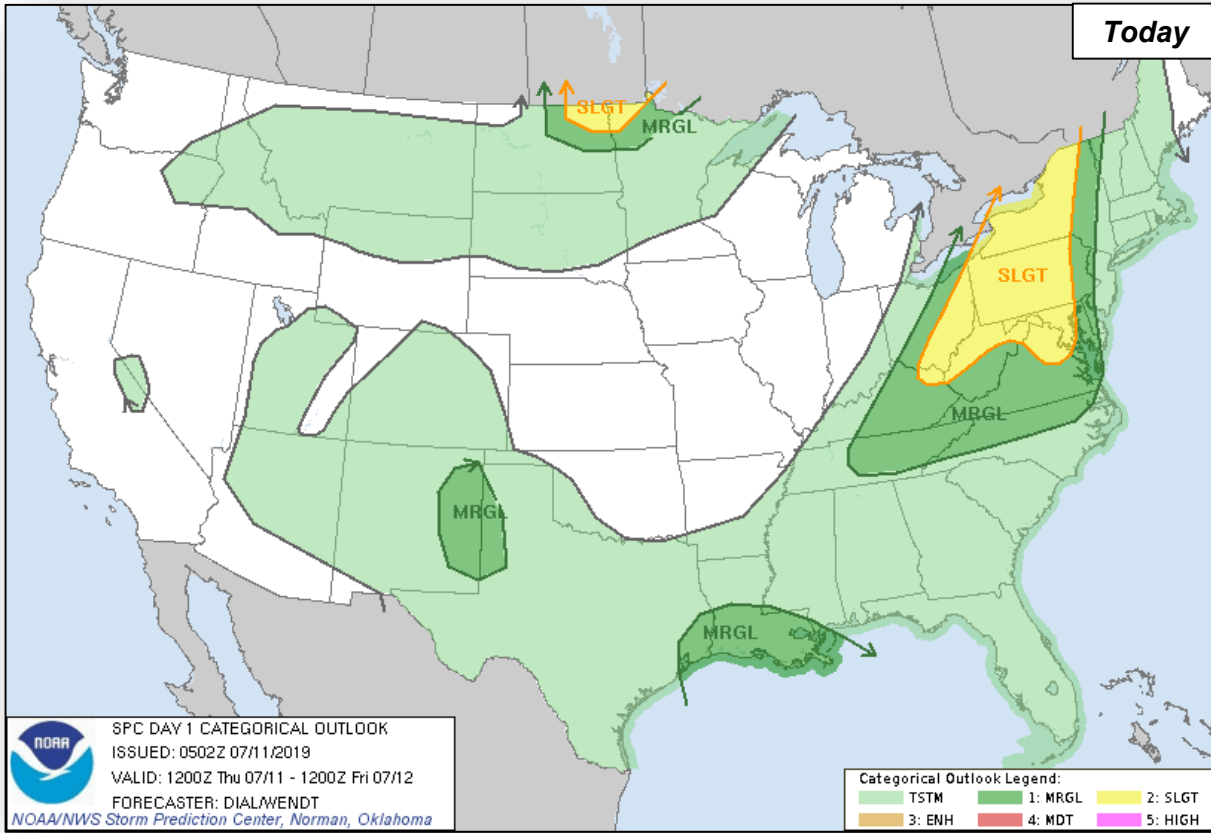 Today
SLGT
MRGL
SLGT
MRGL
MRGL
MRGL
NOAA
SPC DAY 1 CATEGORICAL OUTLOOK
ISSUED: 0502Z 07/11/2019
VALID: 1200Z Thu 07/11 - 1200Z Fri 07/12
FORECASTER: DIAL/WENDT
NOAA/NWS Storm Prediction Center, Norman, Oklahoma
Categorical Outlook Legend:
TSTM 1: MRGL 2: SLGT
3: ENH 4: MDT 5: HIGH